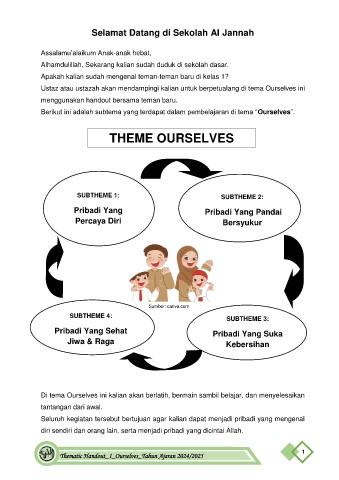 Selamat Datang di Sekolah Al Jannah
Assalamu'alaikum Anak-anak hebat,
Alhamdulillah, Sekarang kalian sudah duduk di sekolah dasar.
Apakah kalian sudah mengenal teman-teman baru di kelas 1?
Ustaz atau ustazah akan mendampingi kalian untuk berpetualang di tema Ourselves ini
menggunakan handout bersama teman baru.
Berikut ini adalah subtema yang terdapat dalam pembelajaran di tema “Ourselves”.
THEME OURSELVES
SUBTHEME 1:
Pribadi Yang
Percaya Diri
SUBTHEME 2:
Pribadi Yang Pandai
Bersyukur
Sumber: canva.com
SUBTHEME 4:
Pribadi Yang Sehat
Jiwa & Raga
SUBTHEME 3:
Pribadi Yang Suka
Kebersihan
Di tema Ourselves ini kalian akan berlatih, bermain sambil belajar, dan menyelesaikan
tantangan dari awal.
Seluruh kegiatan tersebut bertujuan agar kalian dapat menjadi pribadi yang mengenal
diri sendiri dan orang lain, serta menjadi pribadi yang dicintai Allah.
Thematic Handout_1_Ourselves_Tahun Ajaran 2024/2025
1